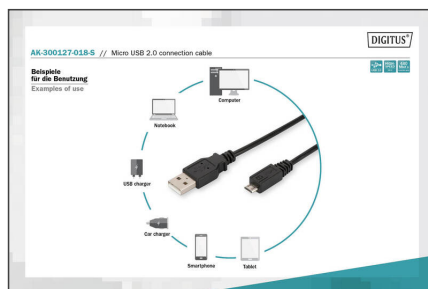 DIGITUS®
AK-300127-018-S // Micro USB 2.0 connection cable
Beispiele
für die Benutzung
Examples of use
Computer
Notebook
USB charger
Car charger
Smartphone
Tablet